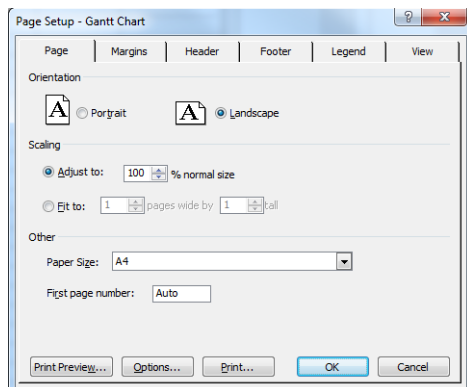 Page Setup - Gantt Chart
Page Margins Header Footer Legend View
Orientation
A Portrait A Landscape
Scaling
Adjust to: 100 % normal size
Fit to: 1 pages wide by 1 tall
Other
Paper Size: A4
First page number: Auto
Print Preview... Options... Print... OK Cancel